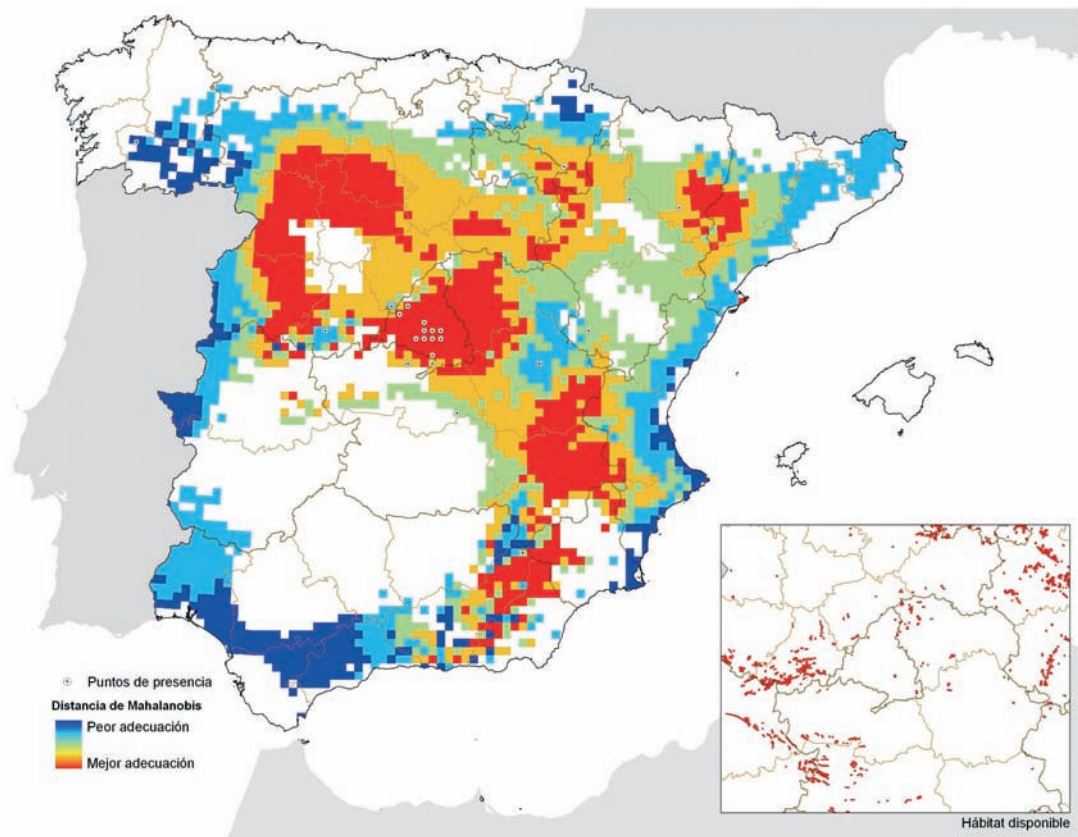 Puntos de presencia
Distancia de Mahalanobis
Peor adecuación
Mejor adecuación
Hábitat disponible